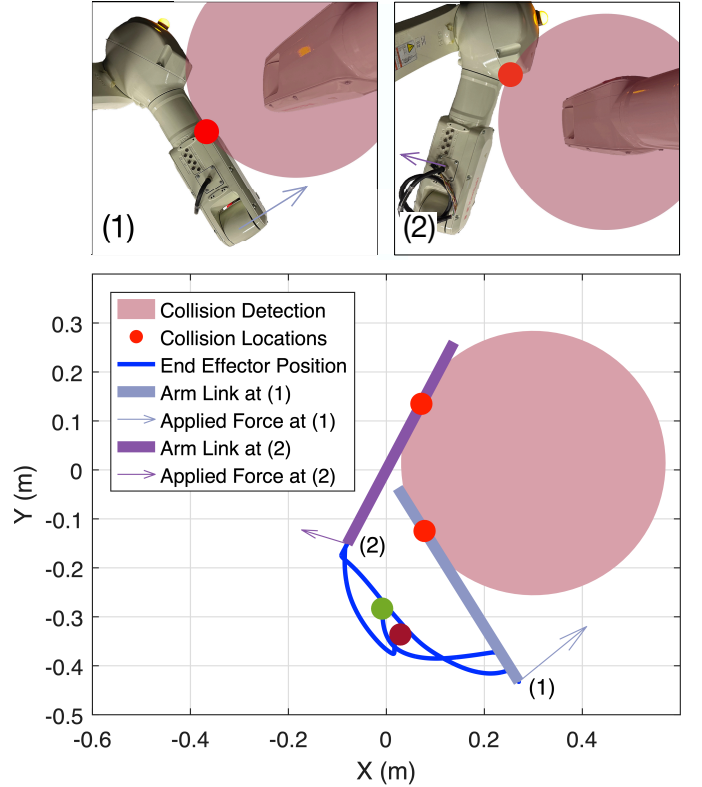 (1)
(2)
Collision Detection
Collision Locations
End Effector Position
Arm Link at (1)
Applied Force at (1)
Arm Link at (2)
Applied Force at (2)
0.3
0.2
0.1
0
-0.1
-0.2
-0.3
-0.4
-0.5
Y (m)
(2)
(1)
-0.6
-0.4
-0.2
0
0.2
0.4
X (m)